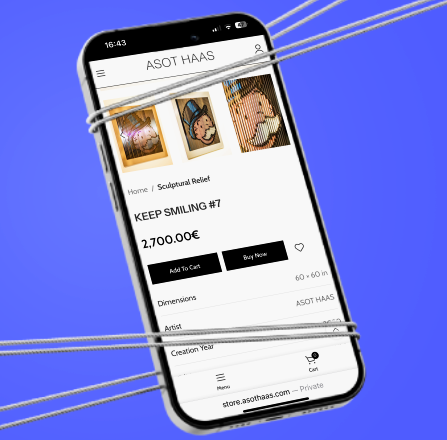 16:43
ASOT HAAS
Home / Sculptural Relief
KEEP SMILING #7
2,700.00€
Add To Cart
Buy Now
Dimensions
60 × 60 in
Artist
ASOT HAAS
Creation Year
Menu
Cart
store.asothaas.com — Private